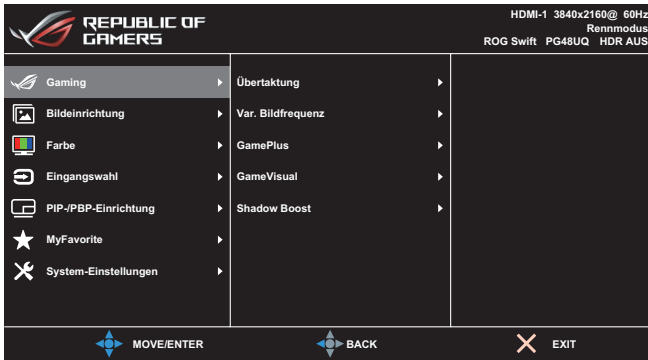 REPUBLIC OF
GAMERS
HDMI-1 3840x2160@ 60Hz
Rennmodus
ROG Swift PG48UQ HDR AUS
Gaming
Übertaktung
Bildeinrichtung
Var. Bildfrequenz
Farbe
GamePlus
Eingangswahl
GameVisual
PIP-/PBP-Einrichtung
Shadow Boost
MyFavorite
System-Einstellungen
MOVE/ENTER
BACK
EXIT